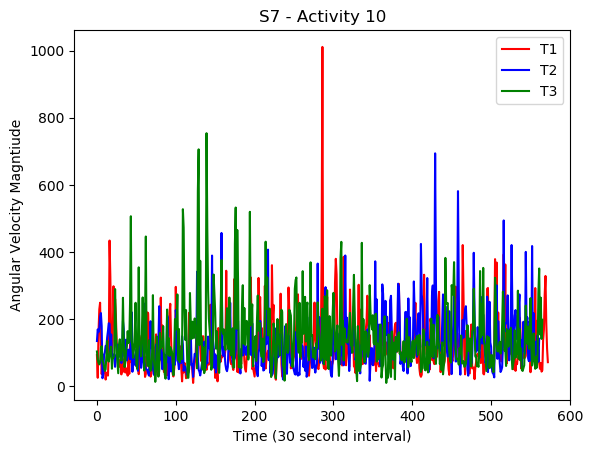 S7 - Activity 10
Angular Velocity Magntiude
1000
800
600
400
200
0
0 100 200 300 400 500 600
Time (30 second interval)
T1
T2
T3